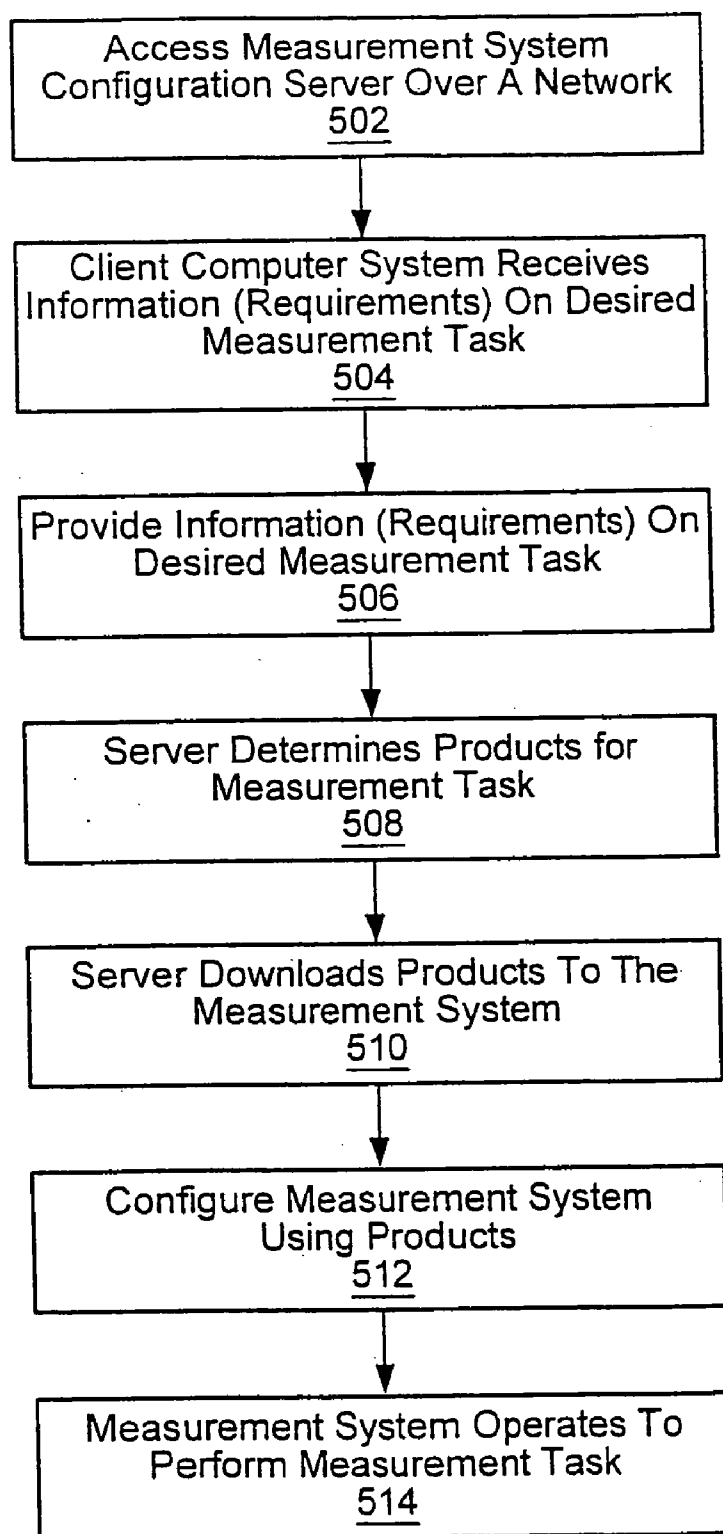 Access Measurement System
Configuration Server Over A Network
502
Client Computer System Receives
Information (Requirements) On Desired
Measurement Task
504
Provide Information (Requirements) On
Desired Measurement Task
506
Server Determines Products for
Measurement Task
508
Server Downloads Products To The
Measurement System
510
Configure Measurement System
Using Products
512
Measurement System Operates To
Perform Measurement Task
514